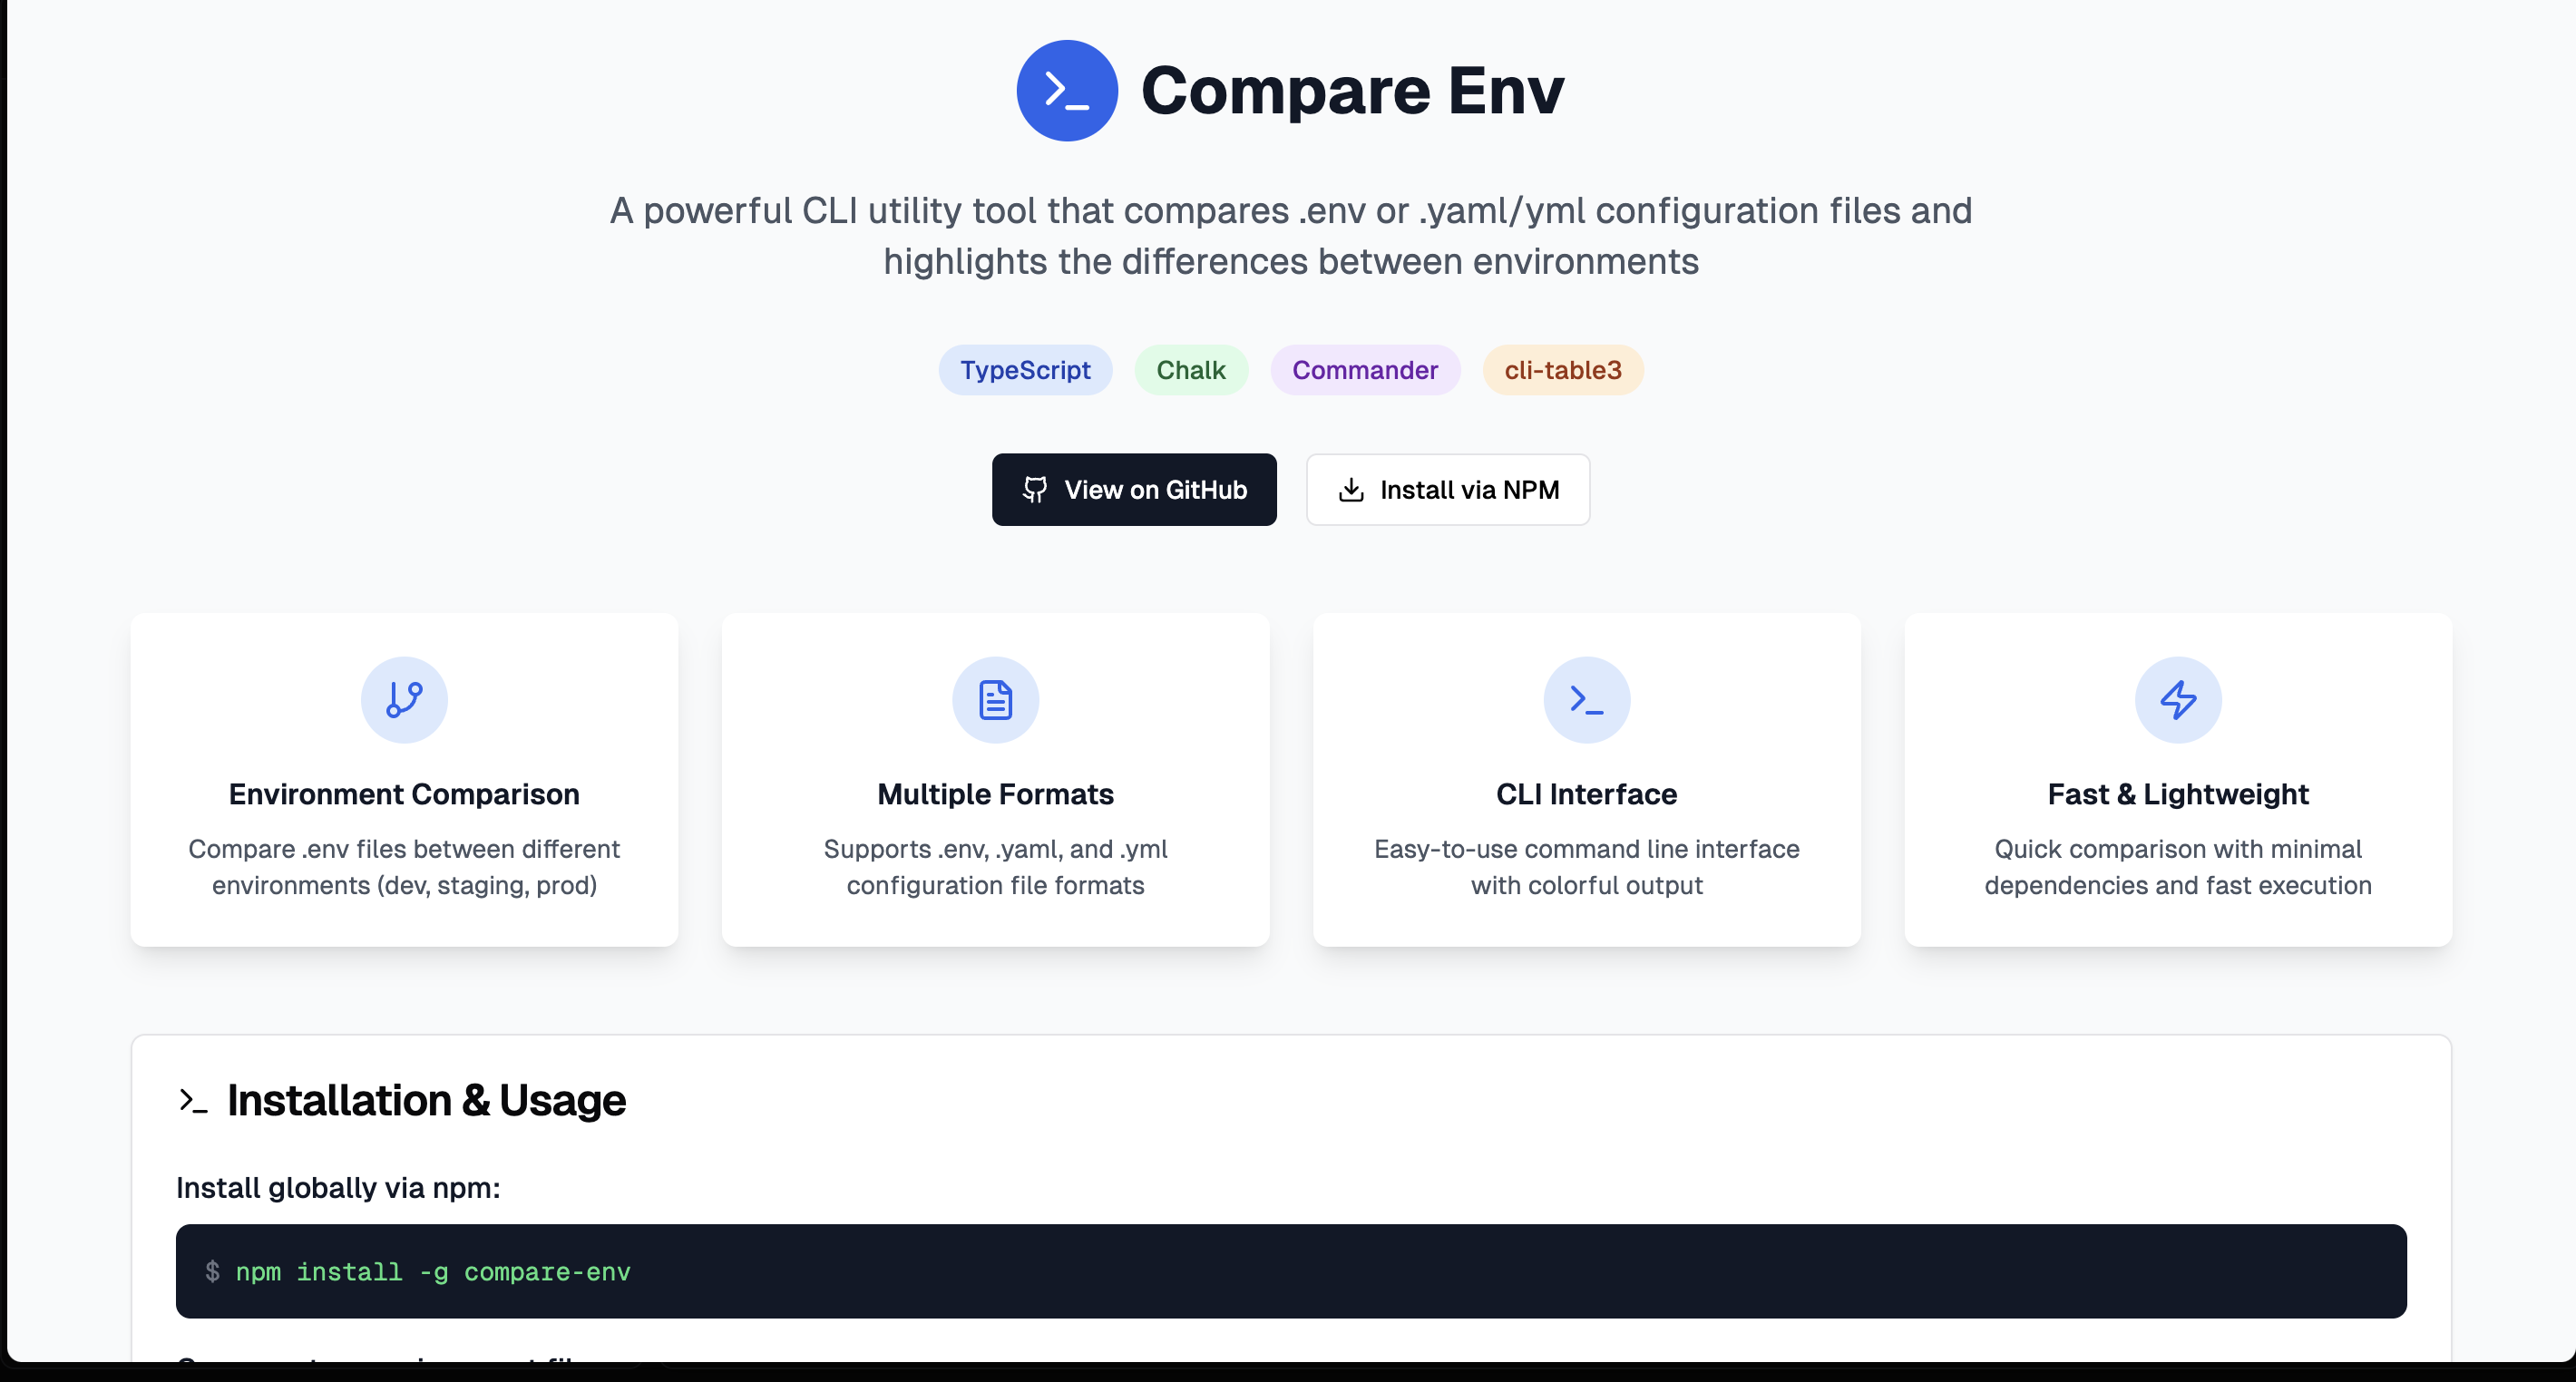 Compare Env
A powerful CLI utility tool that compares .env or .yaml/yml configuration files and
highlights the differences between environments
TypeScript
Chalk
Commander
cli-table3
View on GitHub
Install via NPM
Environment Comparison
Compare .env files between different
environments (dev, staging, prod)
Multiple Formats
Supports .env, .yaml, and .yml
configuration file formats
CLI Interface
Easy-to-use command line interface
with colorful output
Fast & Lightweight
Quick comparison with minimal
dependencies and fast execution
>_ Installation & Usage
Install globally via npm:
$ npm install -g compare-env